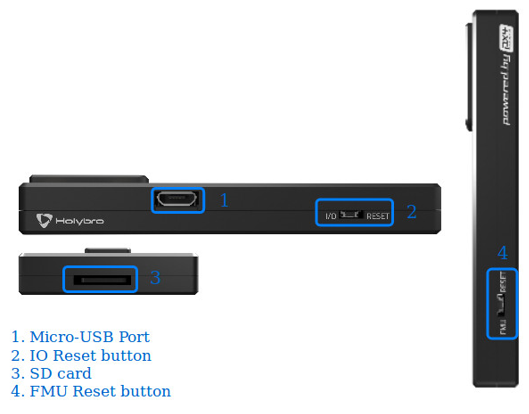 powered by px4
1
I/O RESET
2
Holybro
3
4
FMU RESET
1. Micro-USB Port
2. IO Reset button
3. SD card
4. FMU Reset button